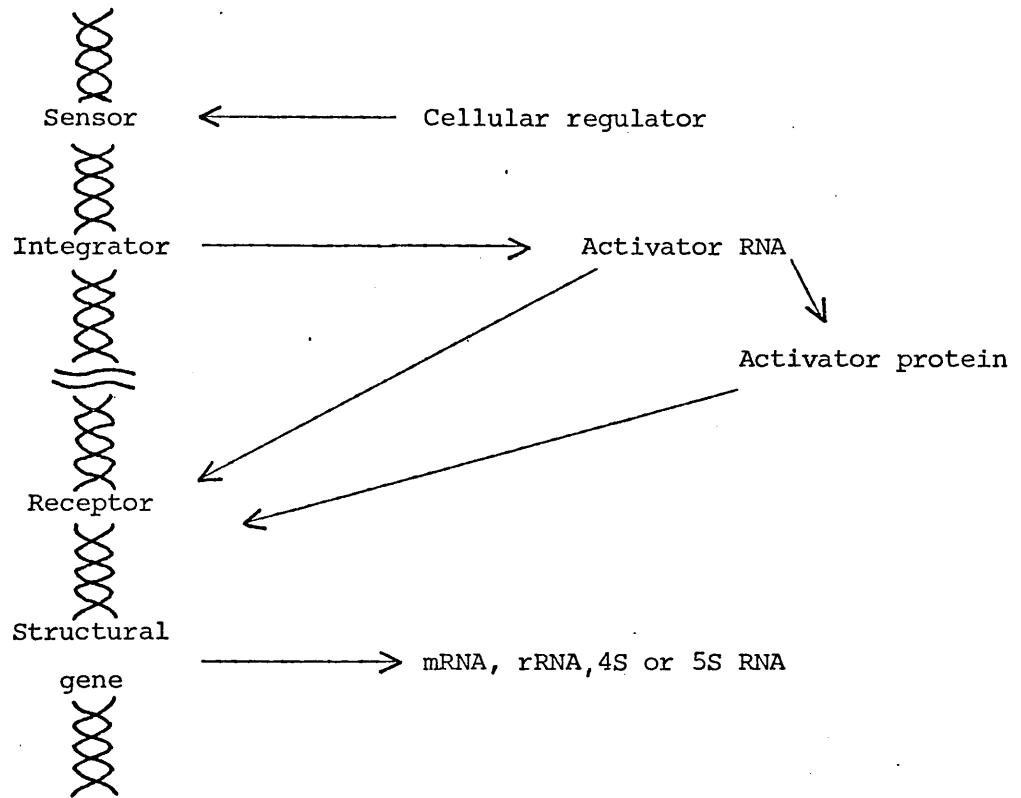 Sensor
Cellular regulator
Integrator
Activator RNA
Activator protein
Receptor
Structural
gene
mRNA, rRNA,4S or 5S RNA